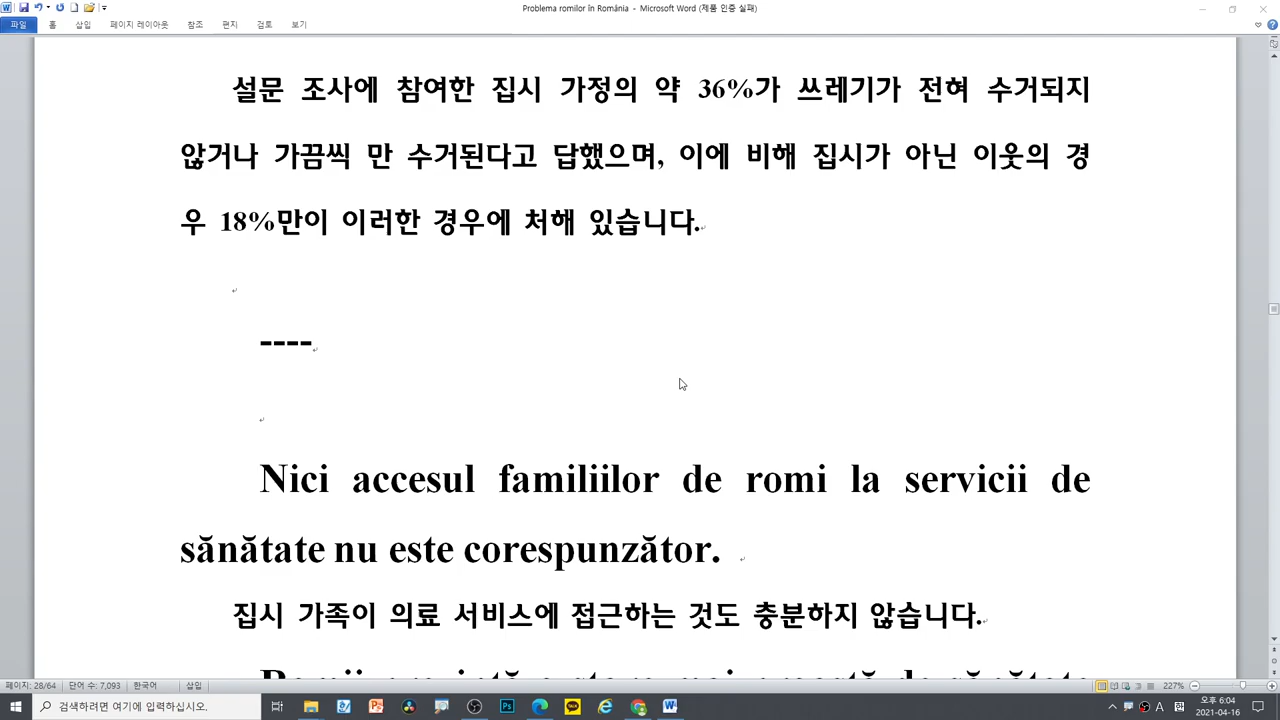 Problema romilor în România - Microsoft Word (제품 인증 실패)
파일 홈 삽입 페이지 레이아웃 참조 편지 검토 보기
설문 조사에 참여한 집시 가정의 약 36%가 쓰레기가 전혀 수거되지
않거나 가끔씩 만 수거된다고 답했으며, 이에 비해 집시가 아닌 이웃의 경
우 18%만이 이러한 경우에 처해 있습니다.
----
Nici accesul familiilor de romi la servicii de
sănătate nu este corespunzător.
집시 가족이 의료 서비스에 접근하는 것도 충분하지 않습니다.
페이지: 28/64 단어 수: 7,093 한국어 삽입 227%
검색하려면 여기에 입력하십시오. 오후 6:04
2021-04-16